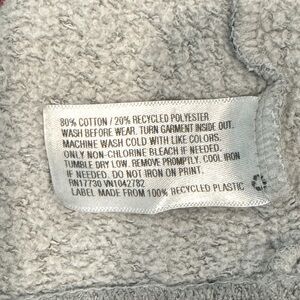 80% COTTON / 20% RECYCLED POLYESTER
WASH BEFORE WEAR. TURN GARMENT INSIDE OUT.
MACHINE WASH COLD WITH LIKE COLORS.
ONLY NON-CHLORINE BLEACH IF NEEDED.
TUMBLE DRY LOW. REMOVE PROMPTLY. COOL IRON
IF NEEDED. DO NOT IRON ON PRINT.
RN17730 VN1042782
LABEL MADE FROM 100% RECYCLED PLASTIC